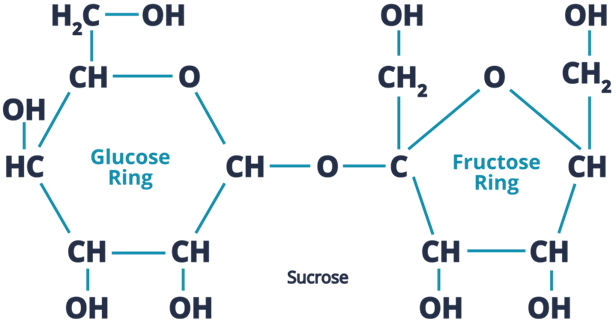 H2C OH OH OH
CH O CH2 O CH2
OH
HC Glucose Ring CH O C Fructose Ring CH
CH CH CH CH
Sucrose
OH OH OH OH